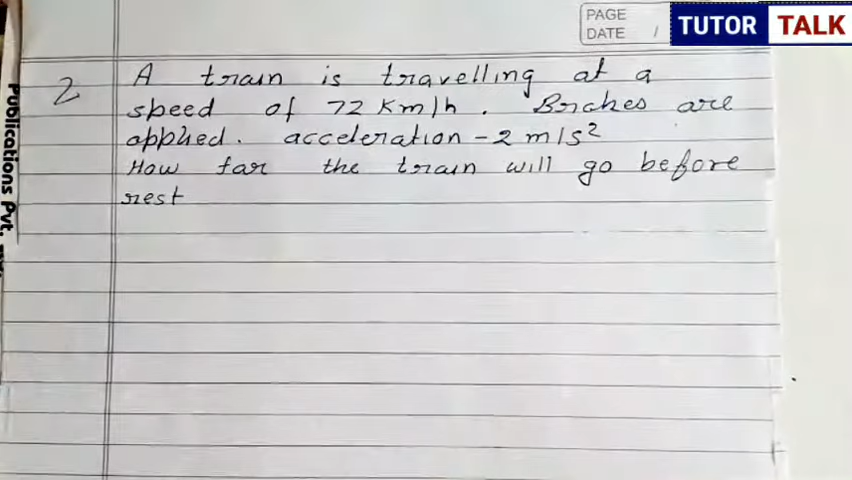 PAGE
DATE /
TUTOR TALK
Publications Pvt.
2 A train is travelling at a
speed of 72 Km/h. Brakes are
applied. acceleration -2 m/s²
How far the train will go before
rest